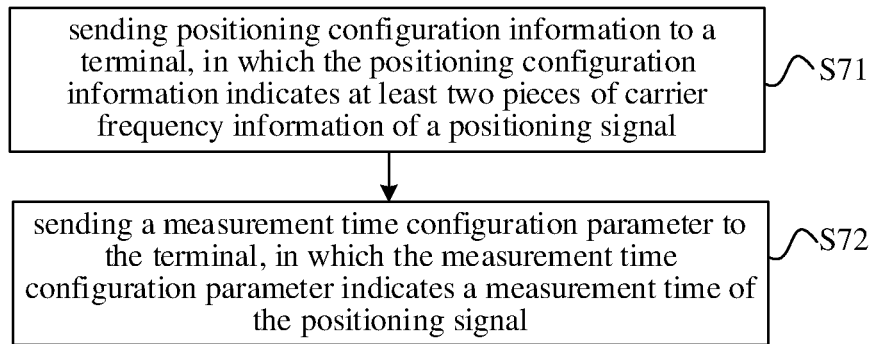 sending positioning configuration information to a
terminal, in which the positioning configuration
information indicates at least two pieces of carrier
frequency information of a positioning signal
S71
sending a measurement time configuration parameter to
the terminal, in which the measurement time
configuration parameter indicates a measurement time of
the positioning signal
S72